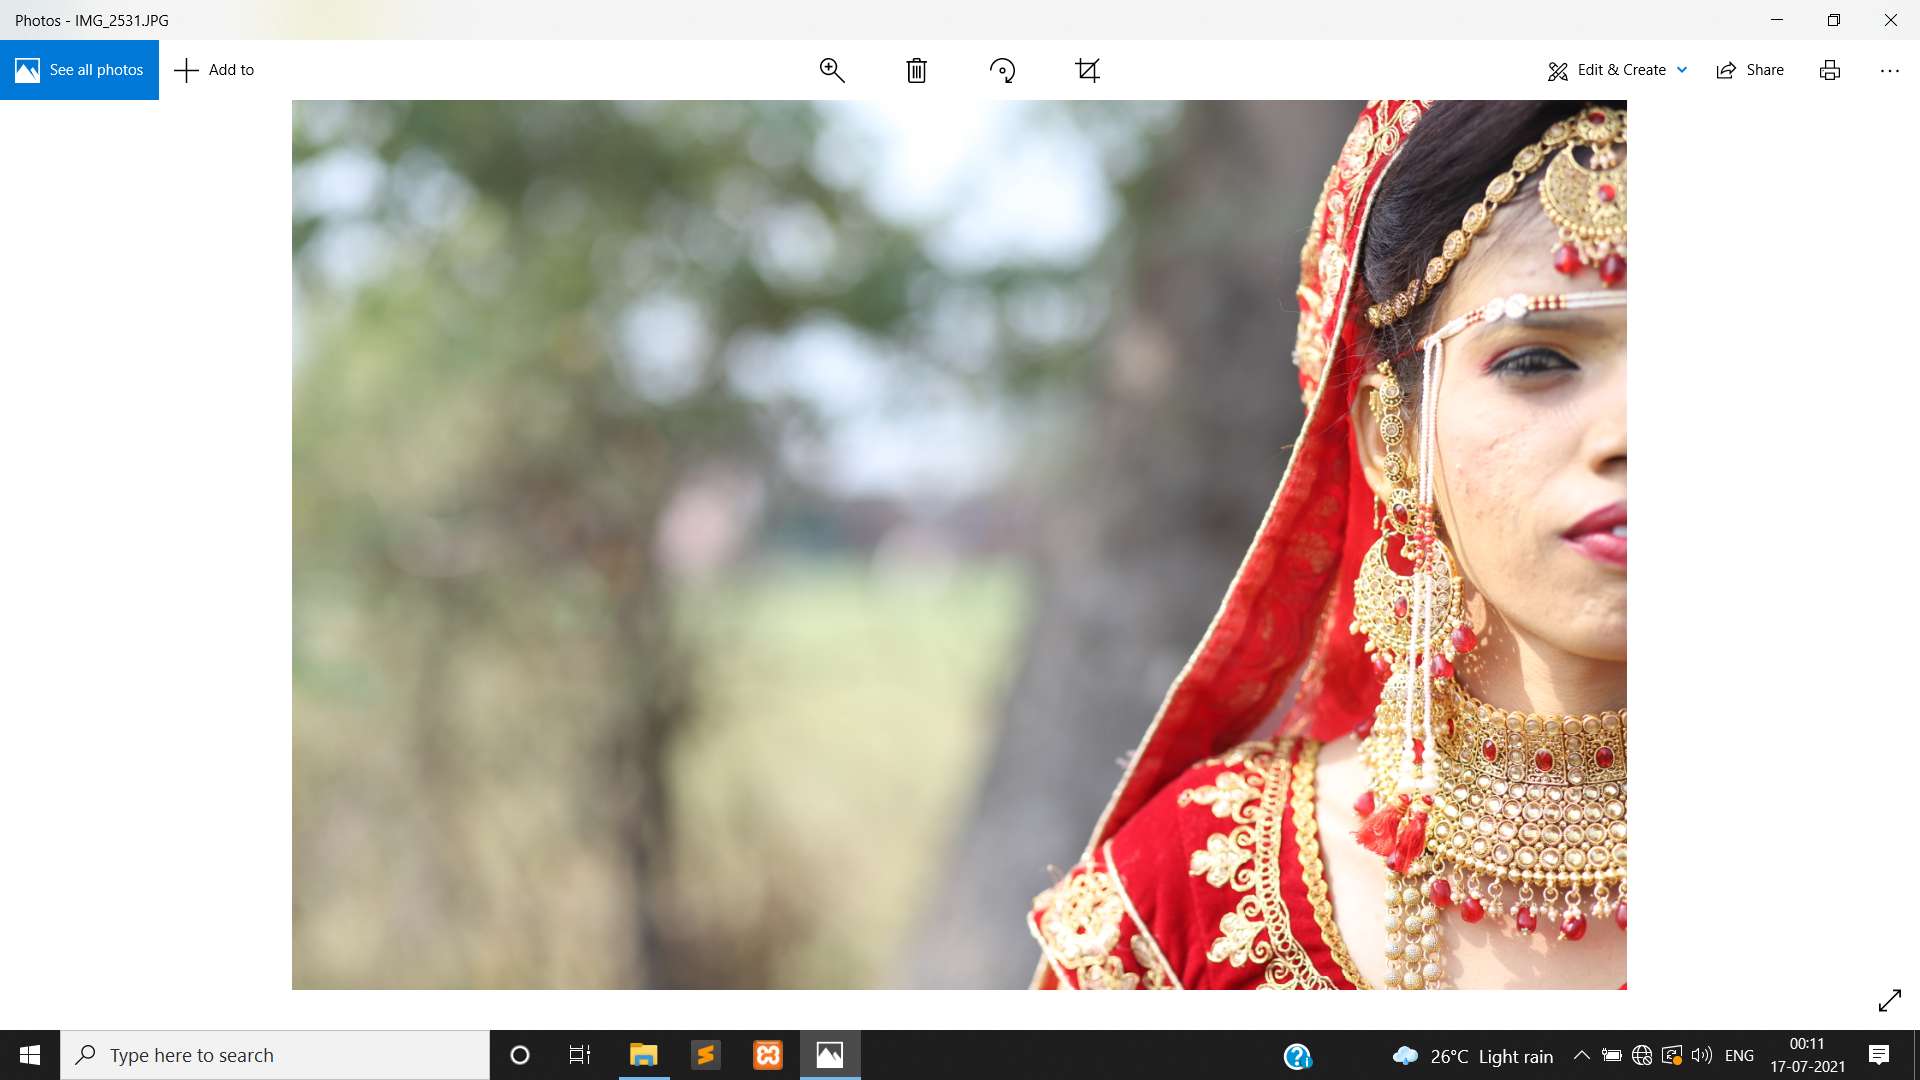 Photos - IMG_2531.JPG
See all photos
Add to
Edit & Create
Share
Type here to search
26°C Light rain
ENG
00:11
17-07-2021